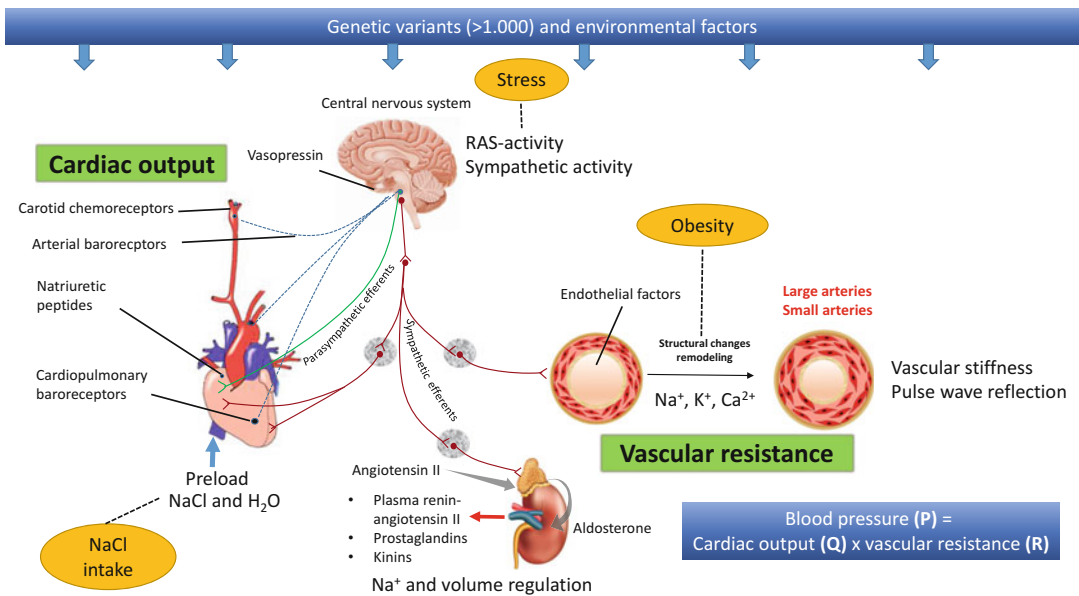 Genetic variants (>1.000) and environmental factors
Stress
Central nervous system
RAS-activity
Sympathetic activity
Vasopressin
Cardiac output
Carotid chemoreceptors
Arterial barorecptors
Obesity
Natriuretic
peptides
Parasympathetic efferents
Sympathetic efferents
Endothelial factors
Large arteries
Small arteries
Structural changes
remodeling
Cardiopulmonary
baroreceptors
Na⁺, K⁺, Ca²⁺
Vascular stiffness
Pulse wave reflection
Vascular resistance
Preload
NaCl and H₂O
Angiotensin II
• Plasma renin-
angiotensin II
• Prostaglandins
• Kinins
Aldosterone
NaCl
intake
Na⁺ and volume regulation
Blood pressure (P) =
Cardiac output (Q) x vascular resistance (R)